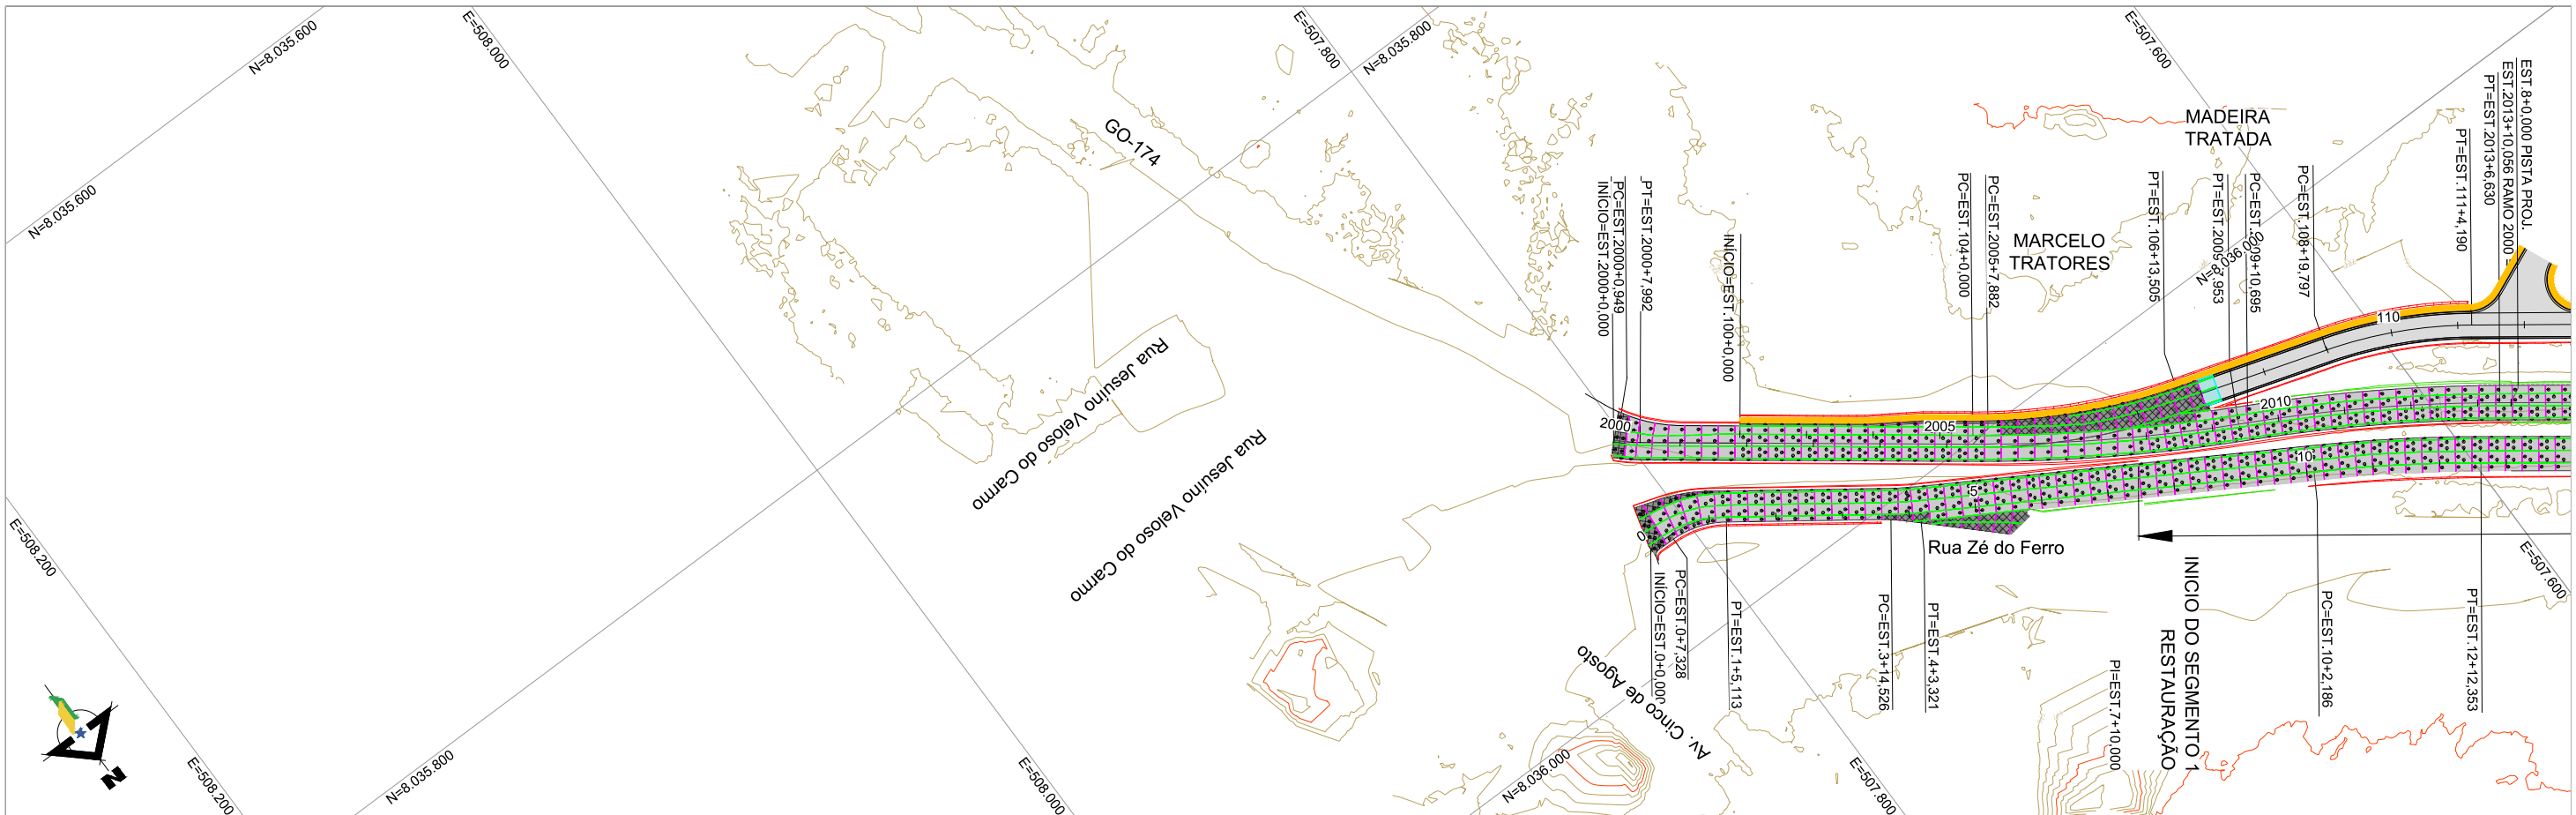 N=8.035.600
E=508.000
E=507.800
N=8.035.800
E=507.600
N=8.035.600
GO-174
MADEIRA
TRATADA
MARCELO
TRATORES
INÍCIO=EST.2000+0,000
PC=EST.2000+0,949
PT=EST.2000+7,992
INÍCIO=EST.100+0,000
PC=EST.104+0,000
PC=EST.2005+7,882
PT=EST.106+13,505
N=8.036.000
PC=EST.2009+10,695
PC=EST.108+19,797
PT=EST.111+4,190
PT=EST.2013+6,630
EST.2013+10,056 RAMO 2000 =
EST.8+0,000 PISTA PROJ.
110
2000
2005
2010
Rua Jesuíno Veloso do Carmo
Rua Jesuíno Veloso do Carmo
0
5
10
Rua Zé do Ferro
INÍCIO=EST.0+0,000
PC=EST.0+7,328
PT=EST.1+5,113
PC=EST.3+14,526
PT=EST.4+3,321
PI=EST.7+10,000
INICIO DO SEGMENTO 1
RESTAURAÇÃO
PC=EST.10+2,186
PT=EST.12+12,353
E=507.600
Av. Cinco de Agosto
E=508.200
E=508.200
N=8.035.800
E=508.000
N=8.036.000
E=507.800
N